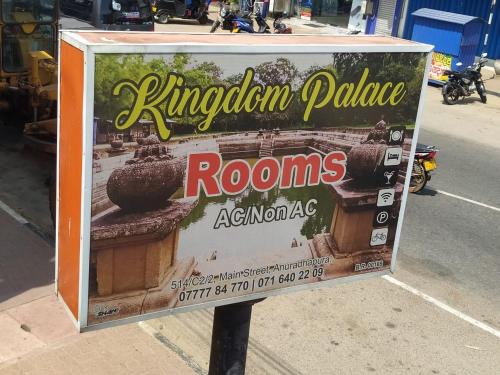 Kingdom Palace
Rooms
AC/Non AC
514/C2/2, Main Street, Anuradhapura
07777 84 770 | 071 640 22 09
P